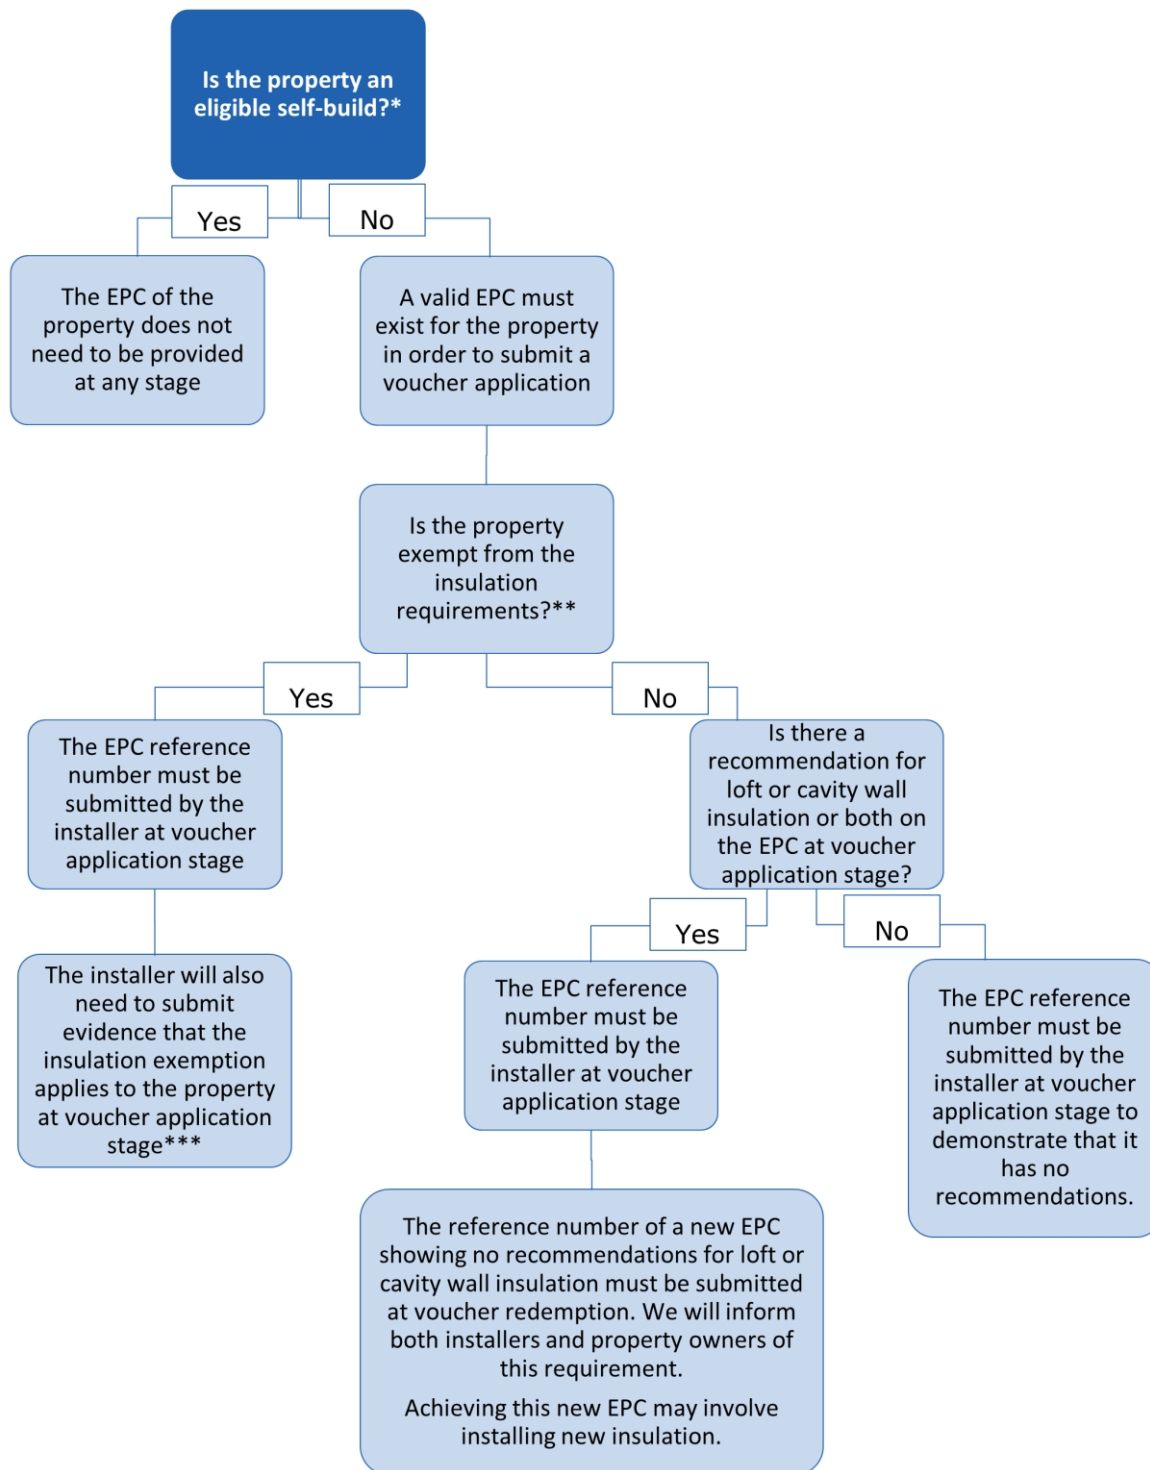 Is the property an
eligible self-build?*
Yes
No
The EPC of the
property does not
need to be provided
at any stage
A valid EPC must
exist for the property
in order to submit a
voucher application
Is the property
exempt from the
insulation
requirements?**
Yes
No
The EPC reference
number must be
submitted by the
installer at voucher
application stage
Is there a
recommendation for
loft or cavity wall
insulation or both on
the EPC at voucher
application stage?
Yes
No
The installer will also
need to submit
evidence that the
insulation exemption
applies to the property
at voucher application
stage***
The EPC reference
number must be
submitted by the
installer at voucher
application stage
The EPC reference
number must be
submitted by the
installer at voucher
application stage to
demonstrate that it
has no
recommendations.
The reference number of a new EPC
showing no recommendations for loft or
cavity wall insulation must be submitted
at voucher redemption. We will inform
both installers and property owners of
this requirement.
Achieving this new EPC may involve
installing new insulation.